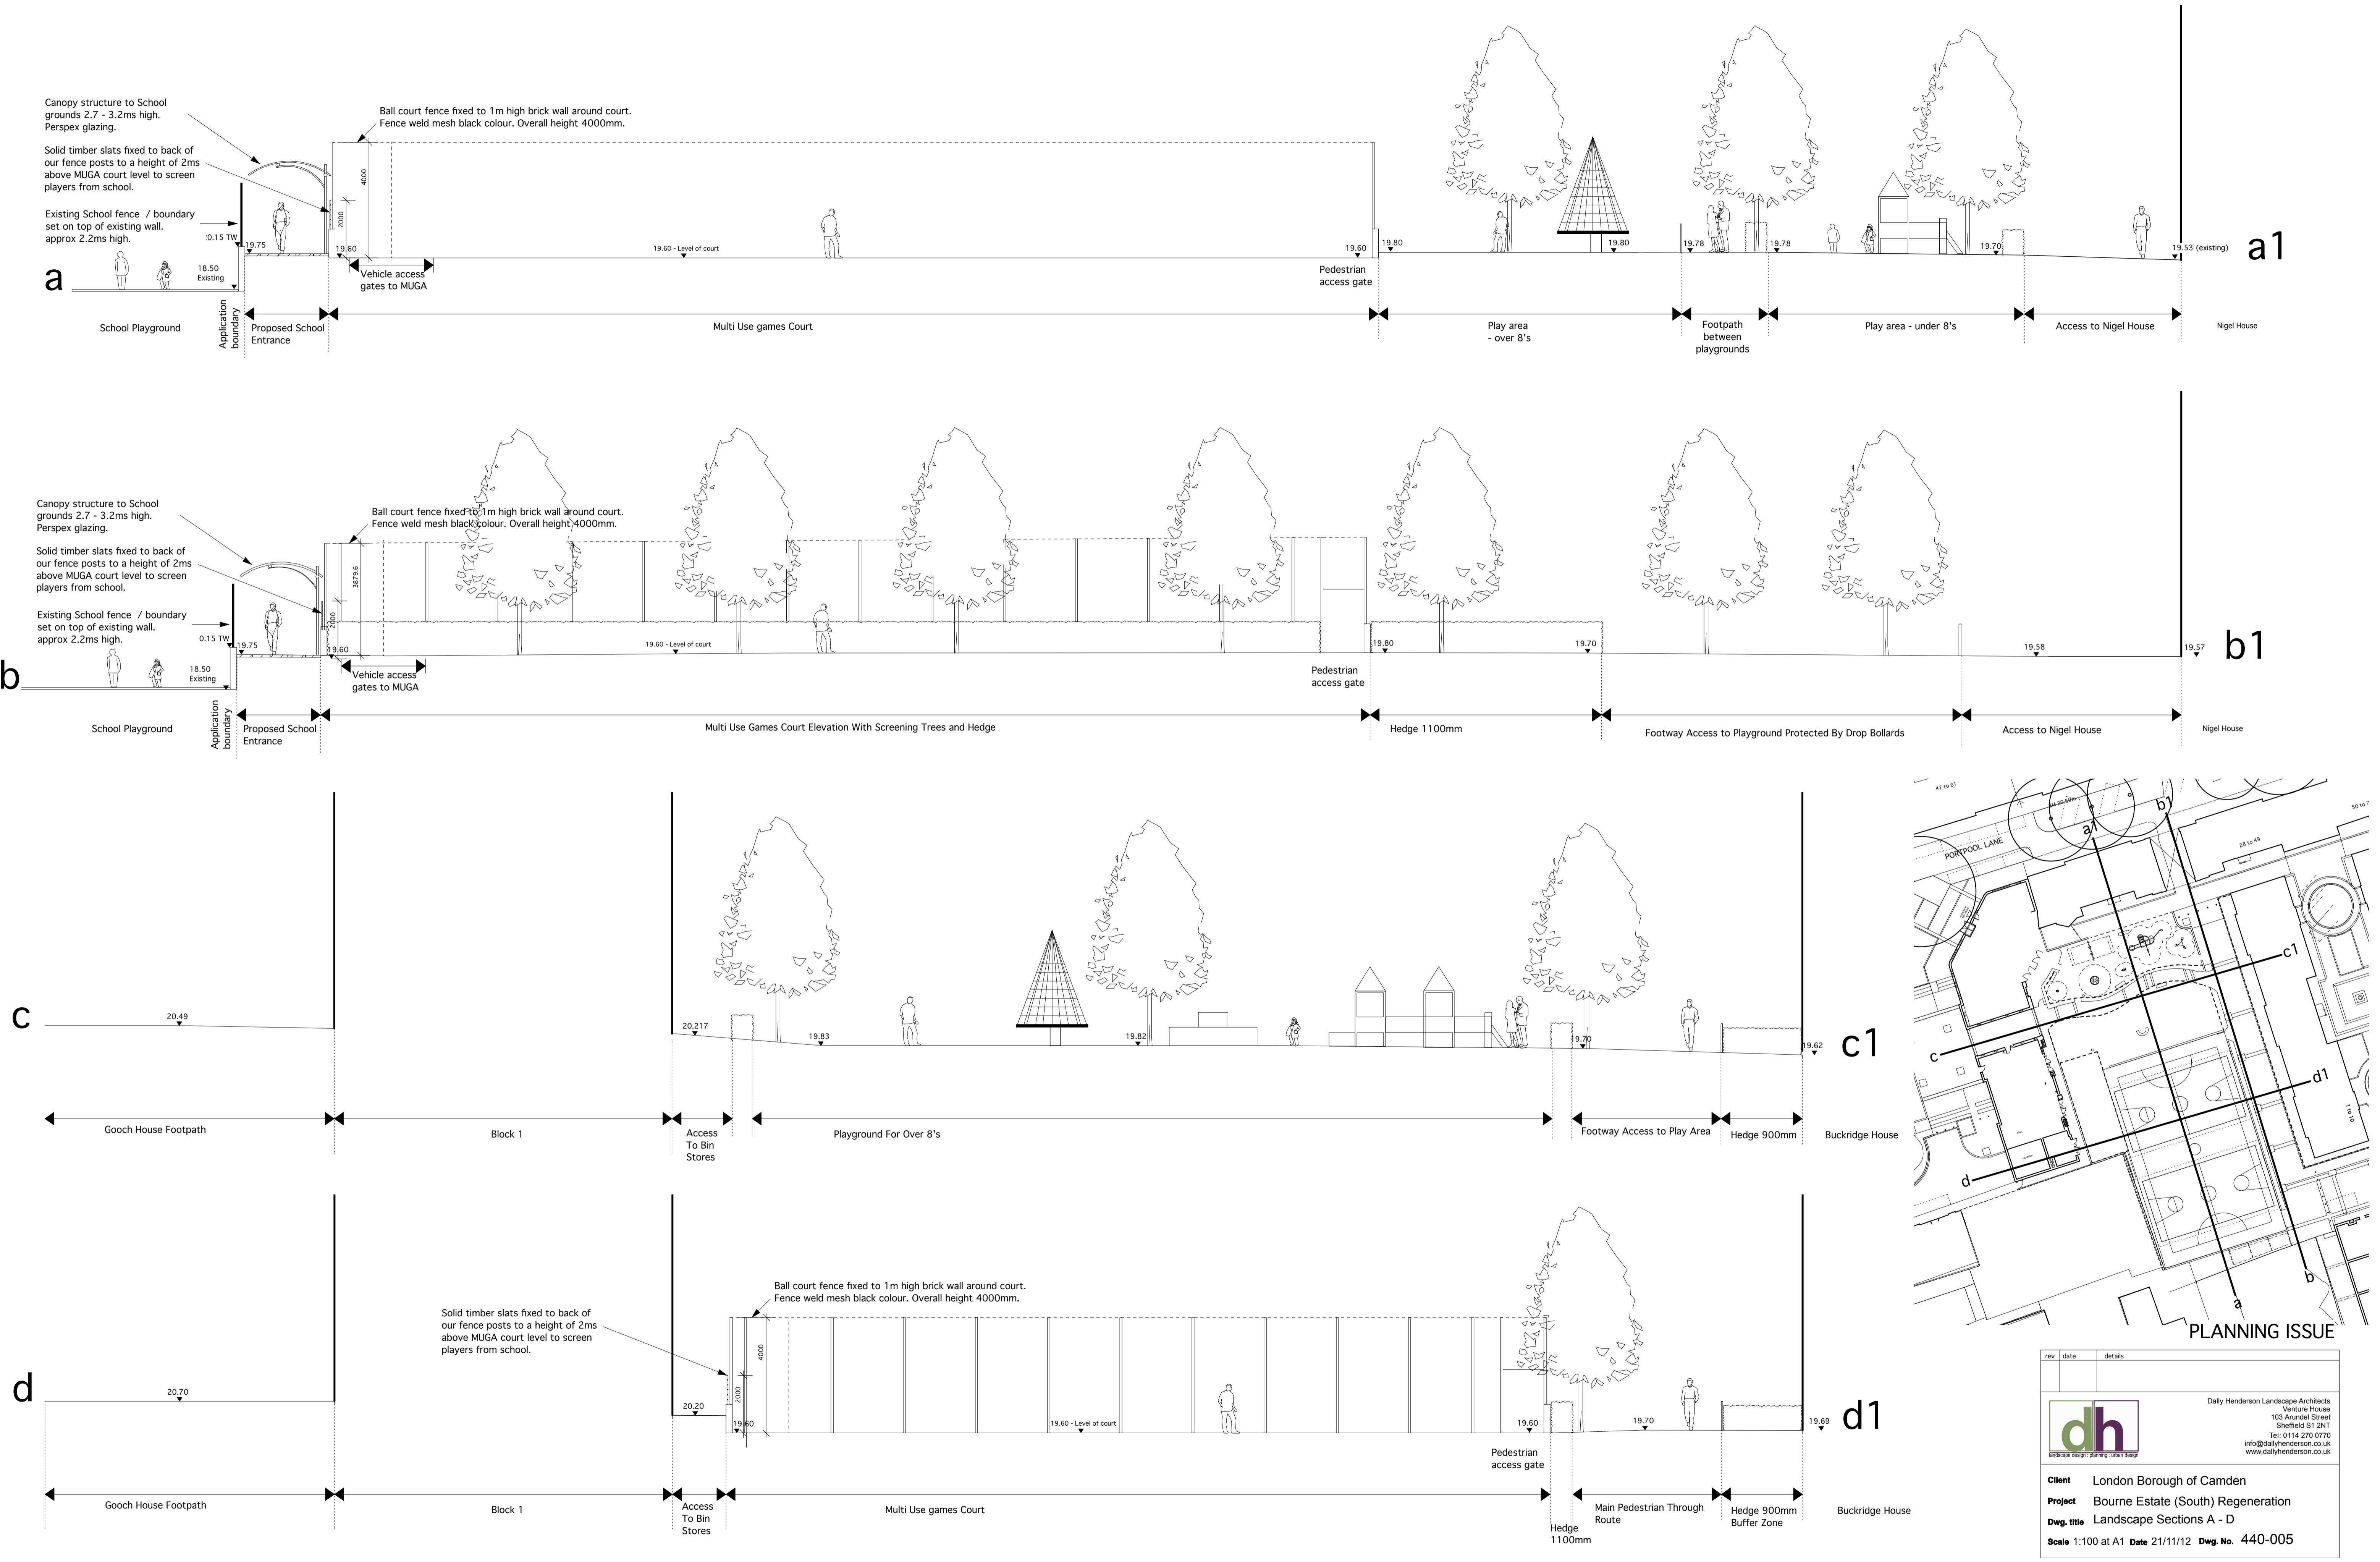 Canopy structure to School
grounds 2.7 - 3.2ms high.
Perspex glazing.
Solid timber slats fixed to back of
our fence posts to a height of 2ms
above MUGA court level to screen
players from school.
Existing School fence / boundary
set on top of existing wall.
approx 2.2ms high.
Ball court fence fixed to 1m high brick wall around court.
Fence weld mesh black colour. Overall height 4000mm.
4000
2000
0.15 TW
19.75
19.60
18.50
Existing
19.60 - Level of court
19.60
19.80
19.80
19.78
19.78
19.70
19.53 (existing)
a
a1
Vehicle access
gates to MUGA
Pedestrian
access gate
School Playground
Application
boundary
Proposed School
Entrance
Multi Use games Court
Play area
- over 8's
Footpath
between
playgrounds
Play area - under 8's
Access to Nigel House
Nigel House
Canopy structure to School
grounds 2.7 - 3.2ms high.
Perspex glazing.
Solid timber slats fixed to back of
our fence posts to a height of 2ms
above MUGA court level to screen
players from school.
Existing School fence / boundary
set on top of existing wall.
approx 2.2ms high.
Ball court fence fixed to 1m high brick wall around court.
Fence weld mesh black colour. Overall height 4000mm.
3879.6
2000
0.15 TW
19.75
19.60
18.50
Existing
19.60 - Level of court
19.80
19.70
19.58
19.57
b
b1
Vehicle access
gates to MUGA
Pedestrian
access gate
School Playground
Application
boundary
Proposed School
Entrance
Multi Use Games Court Elevation With Screening Trees and Hedge
Hedge 1100mm
Footway Access to Playground Protected By Drop Bollards
Access to Nigel House
Nigel House
c
20.49
20.217
19.83
19.82
19.70
19.62
c1
Gooch House Footpath
Block 1
Access
To Bin
Stores
Playground For Over 8's
Footway Access to Play Area
Hedge 900mm
Buckridge House
Solid timber slats fixed to back of
our fence posts to a height of 2ms
above MUGA court level to screen
players from school.
Ball court fence fixed to 1m high brick wall around court.
Fence weld mesh black colour. Overall height 4000mm.
4000
2000
d
20.70
20.20
19.60
19.60 - Level of court
19.60
19.70
19.69
d1
Pedestrian
access gate
Gooch House Footpath
Block 1
Access
To Bin
Stores
Multi Use games Court
Hedge
1100mm
Main Pedestrian Through
Route
Hedge 900mm
Buffer Zone
Buckridge House
47 to 61
PORTPOOL LANE
28 to 49
1 to 10
a1
b1
c1
c
d1
d
b
a
PLANNING ISSUE
rev date details
dh
landscape design : planning : urban design
Dally Henderson Landscape Architects
Venture House
103 Arundel Street
Sheffield S1 2NT
Tel: 0114 270 0770
info@dallyhenderson.co.uk
www.dallyhenderson.co.uk
Client London Borough of Camden
Project Bourne Estate (South) Regeneration
Dwg. title Landscape Sections A - D
Scale 1:100 at A1 Date 21/11/12 Dwg. No. 440-005